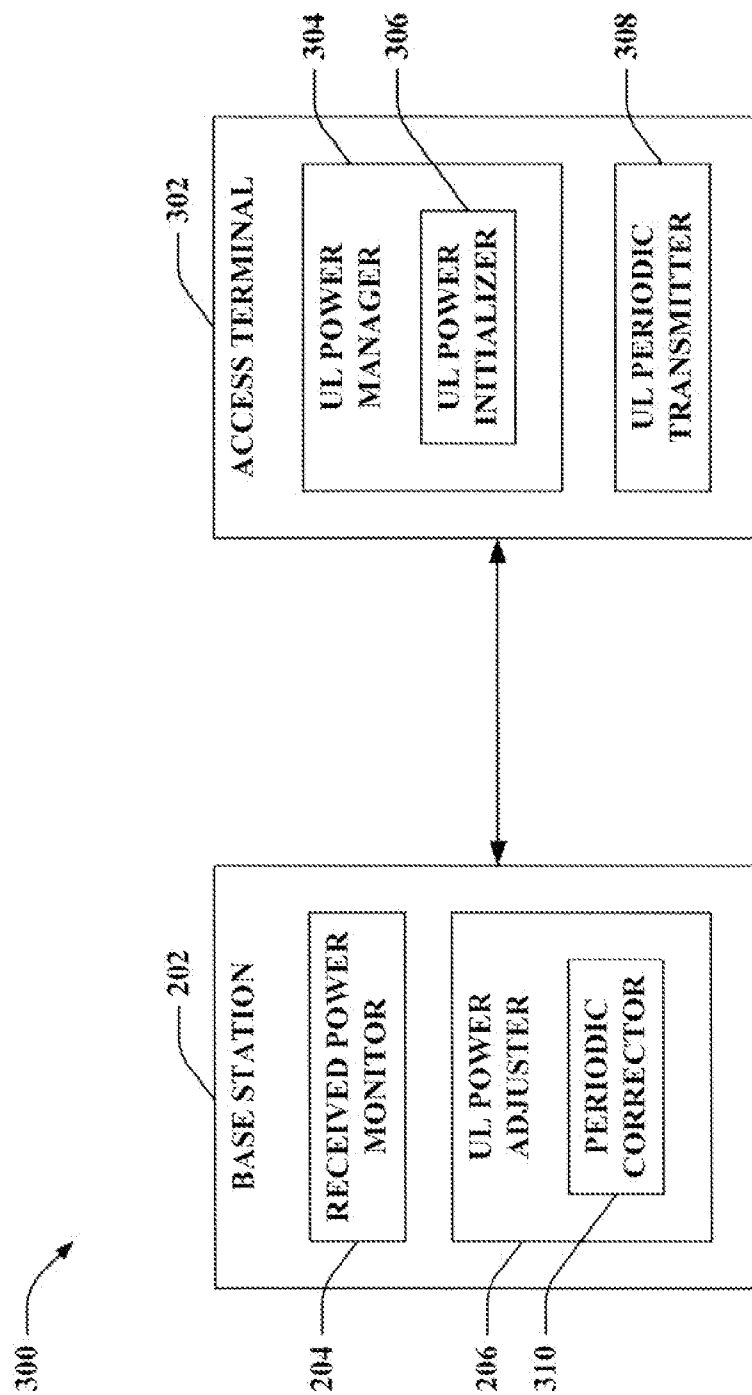 300
202
BASE STATION
204
RECEIVED POWER
MONITOR
206
UL POWER
ADJUSTER
310
PERIODIC
CORRECTOR
302
ACCESS TERMINAL
304
UL POWER
MANAGER
306
UL POWER
INITIALIZER
308
UL PERIODIC
TRANSMITTER